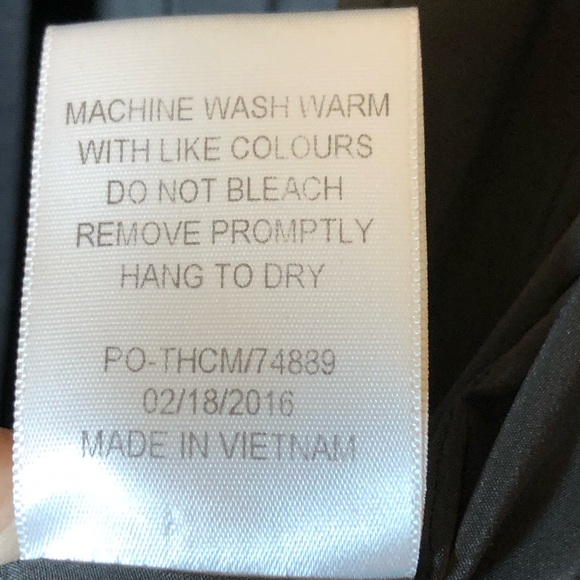 MACHINE WASH WARM
WITH LIKE COLOURS
DO NOT BLEACH
REMOVE PROMPTLY
HANG TO DRY
PO-THCM/74889
02/18/2016
MADE IN VIETNAM